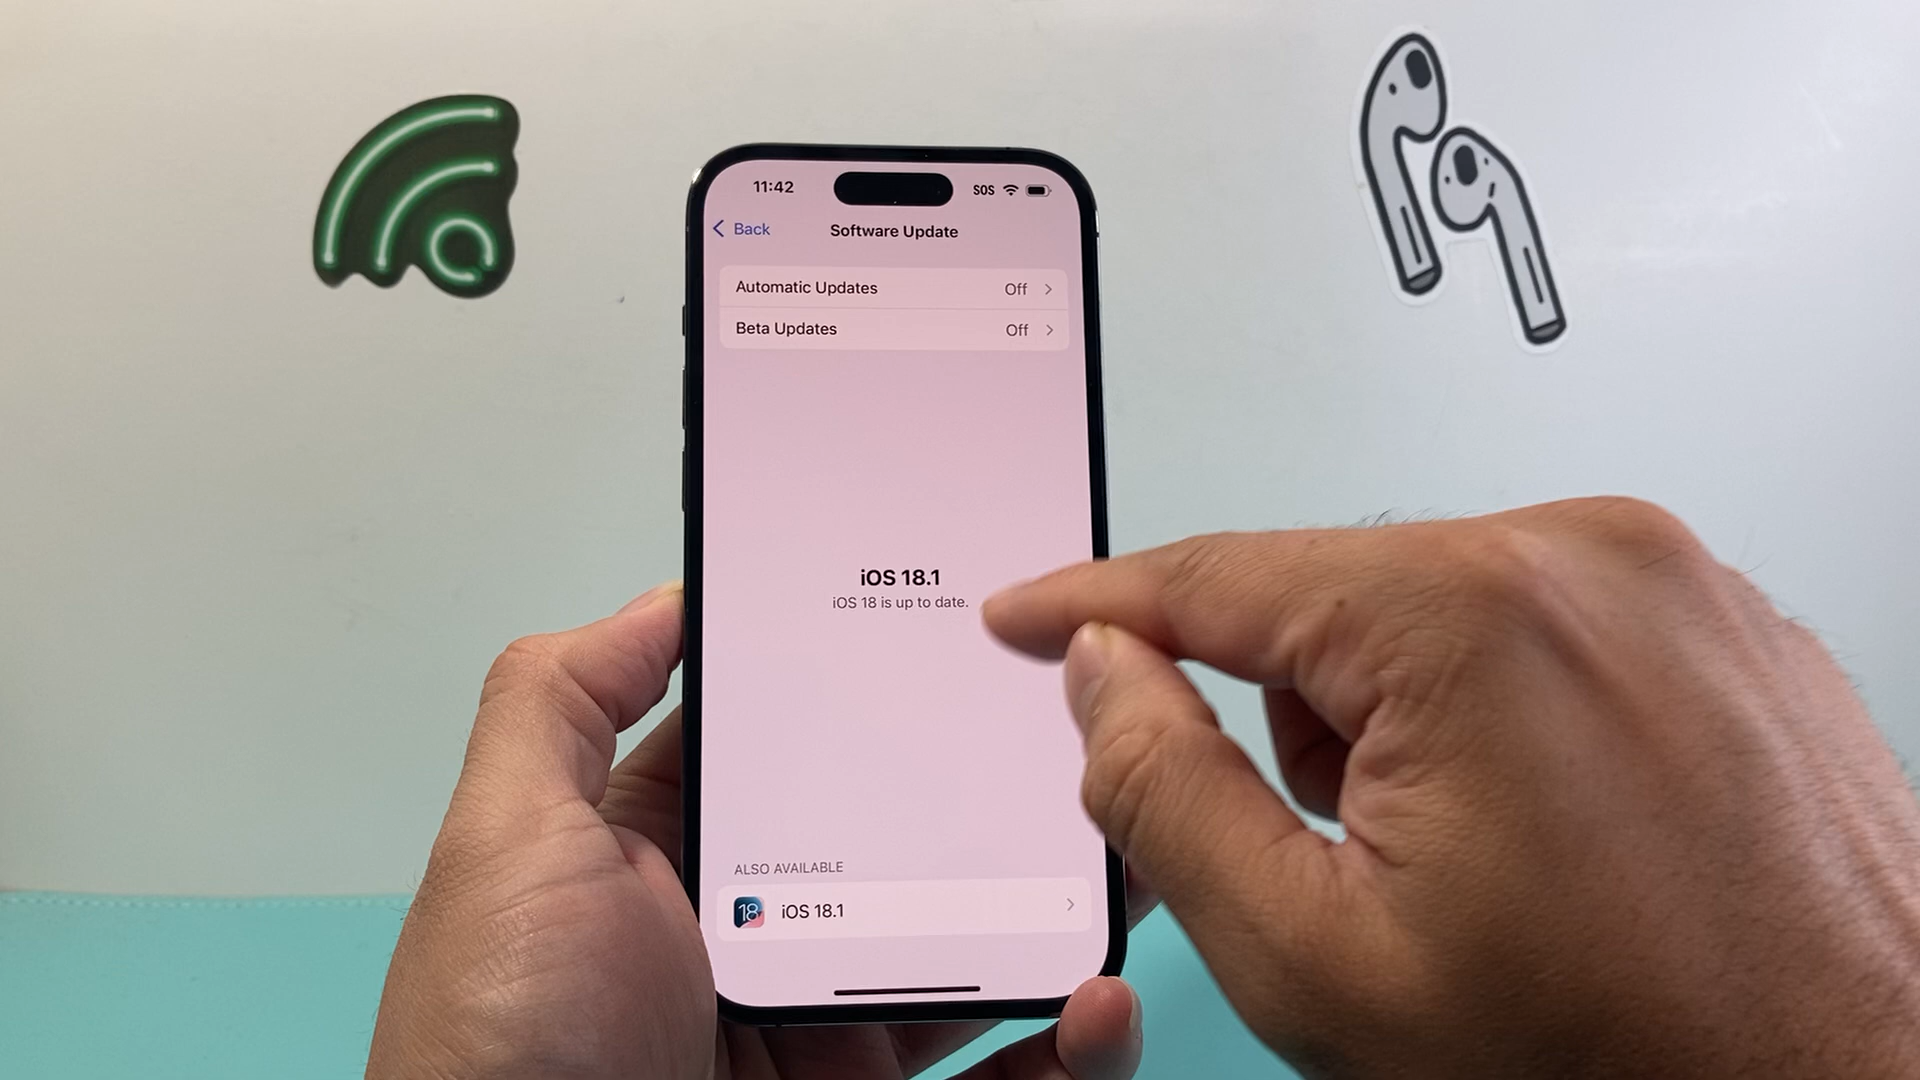 11:42
SOS
Back
Software Update
Automatic Updates Off
Beta Updates Off
iOS 18.1
iOS 18 is up to date.
ALSO AVAILABLE
18 iOS 18.1